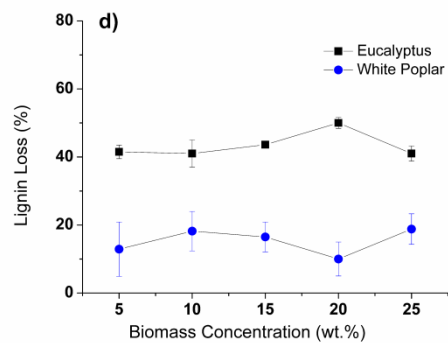 d)
80
60
40
20
0
Lignin Loss (%)
Eucalyptus
White Poplar
5 10 15 20 25
Biomass Concentration (wt.%)